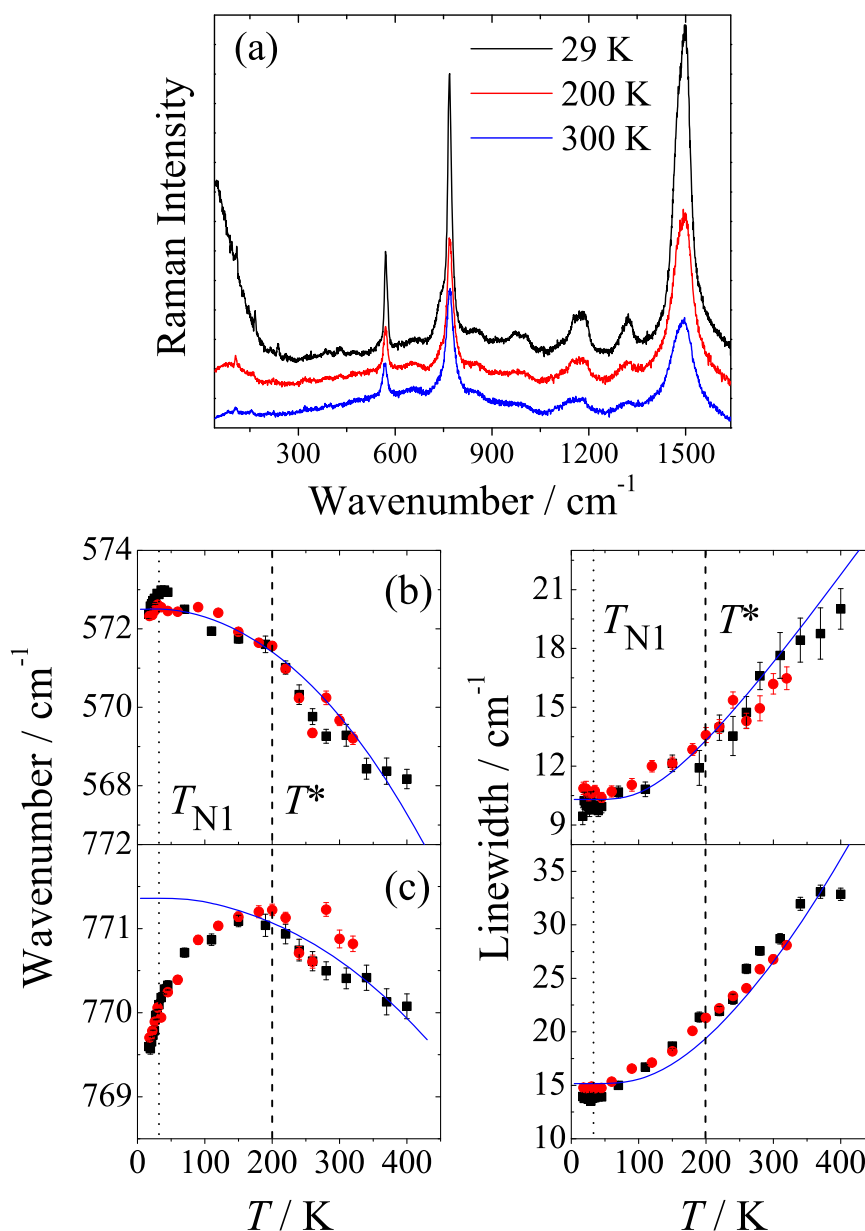 (a)
29 K
200 K
300 K
Raman Intensity
300 600 900 1200 1500
Wavenumber / cm⁻¹
574
572
570
568
772
(b)
T_N1 T*
Wavenumber / cm⁻¹
771
770
769
(c)
0 100 200 300 400
T / K
21
18
15
12
9
T_N1 T*
Linewidth / cm⁻¹
35
30
25
20
15
10
0 100 200 300 400
T / K